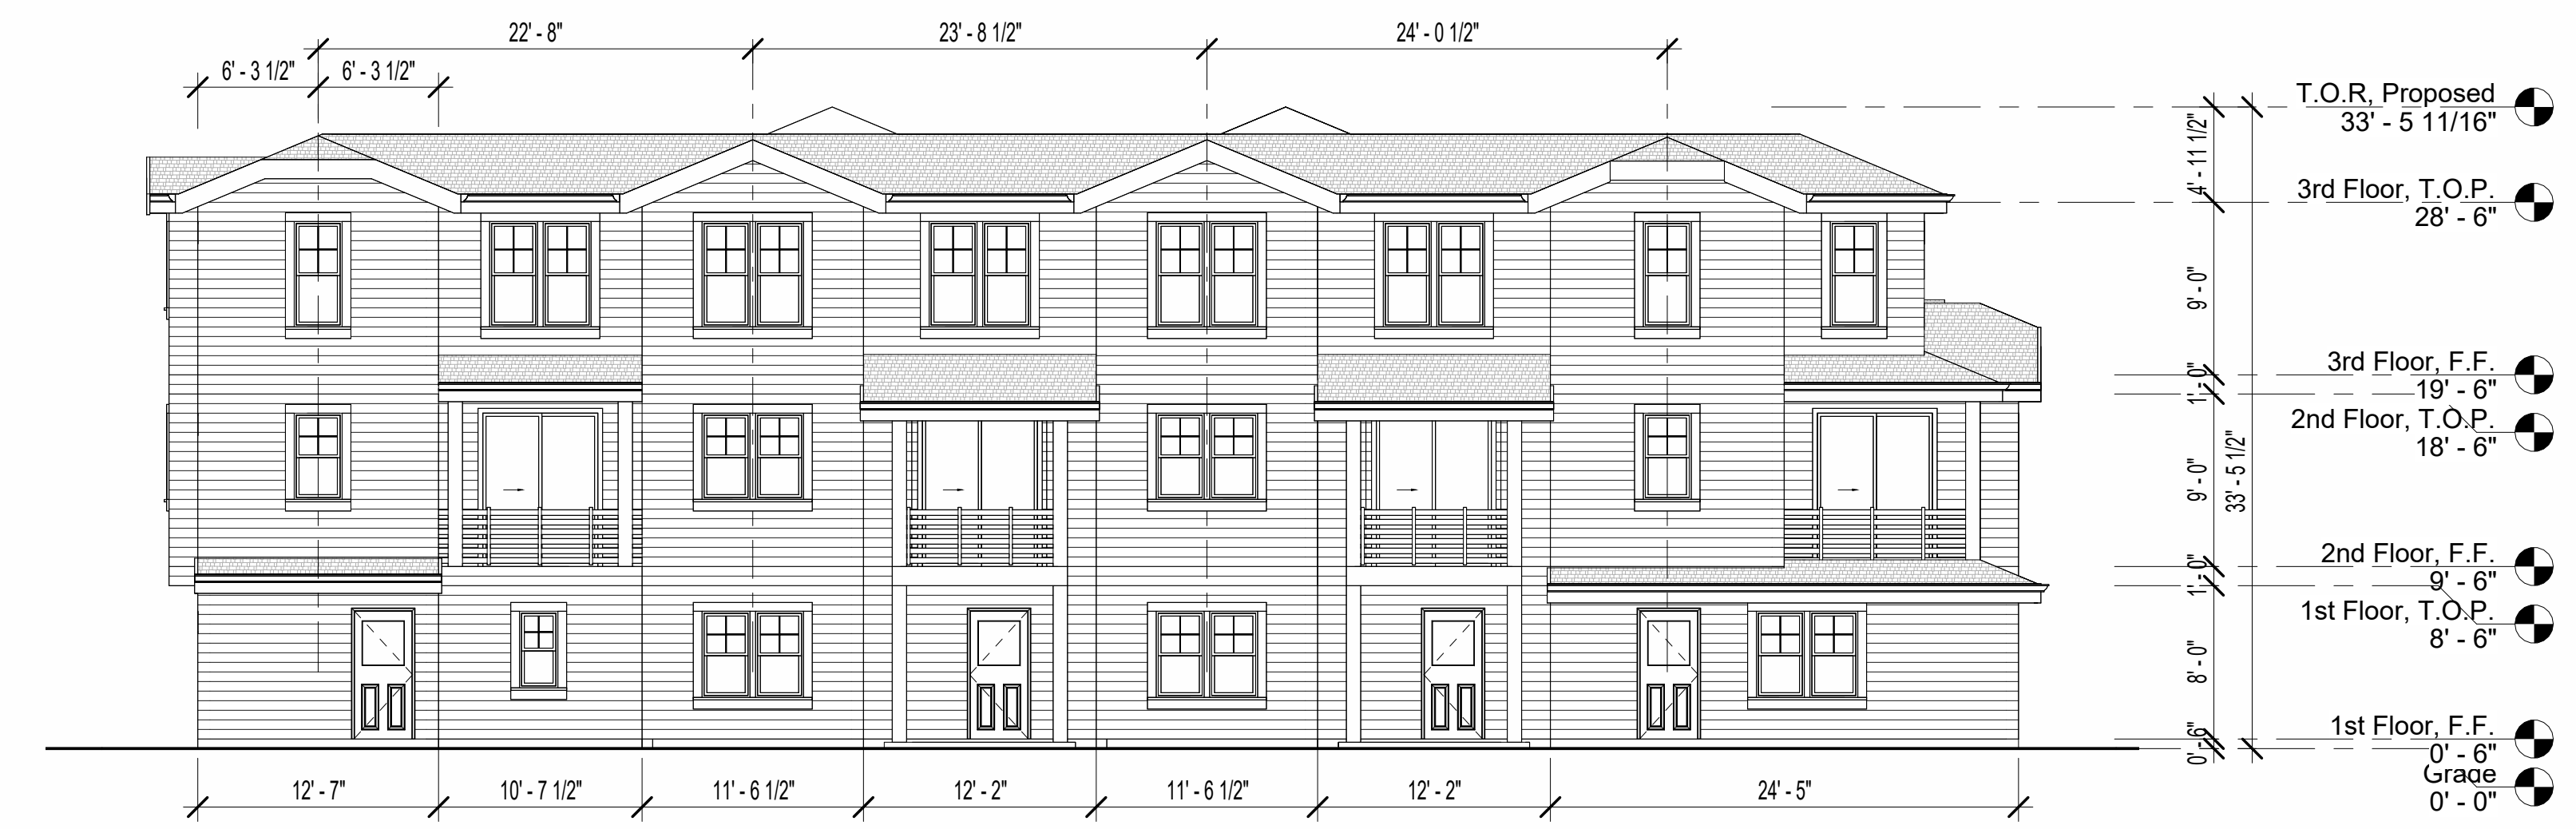 22' - 8"
23' - 8 1/2"
24' - 0 1/2"
6' - 3 1/2"
6' - 3 1/2"
T.O.R, Proposed
33' - 5 11/16"
4' - 11 1/2"
3rd Floor, T.O.P.
28' - 6"
9' - 0"
3rd Floor, F.F.
19' - 6"
1' - 0"
2nd Floor, T.O.P.
18' - 6"
9' - 0"
33' - 5 1/2"
2nd Floor, F.F.
9' - 6"
1' - 0"
1st Floor, T.O.P.
8' - 6"
8' - 0"
1st Floor, F.F.
0' - 6"
0' - 6"
Grade
0' - 0"
12' - 7"
10' - 7 1/2"
11' - 6 1/2"
12' - 2"
11' - 6 1/2"
12' - 2"
24' - 5"